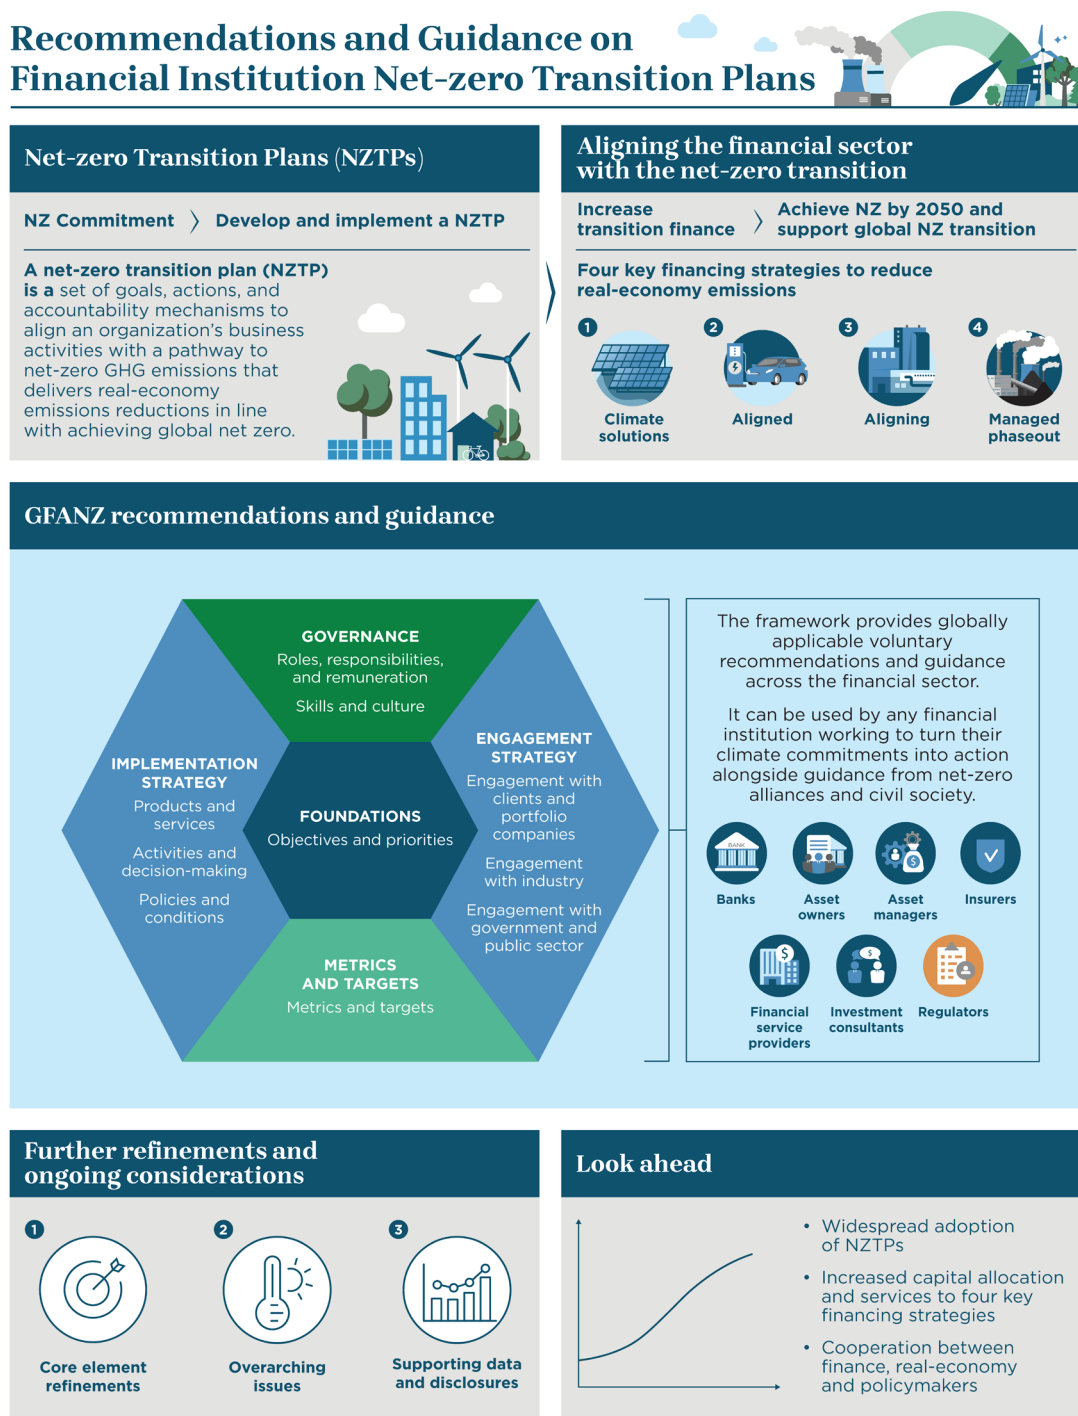 Recommendations and Guidance on
Financial Institution Net-zero Transition Plans
Net-zero Transition Plans (NZTPs)
NZ Commitment
Develop and implement a NZTP
A net-zero transition plan (NZTP)
is a set of goals, actions, and
accountability mechanisms to
align an organization's business
activities with a pathway to
net-zero GHG emissions that
delivers real-economy
emissions reductions in line
with achieving global net zero.
Aligning the financial sector
with the net-zero transition
Increase
transition finance
Achieve NZ by 2050 and
support global NZ transition
Four key financing strategies to reduce
real-economy emissions
1
Climate
solutions
2
Aligned
3
Aligning
4
Managed
phaseout
GFANZ recommendations and guidance
GOVERNANCE
Roles, responsibilities,
and remuneration
Skills and culture
IMPLEMENTATION
STRATEGY
Products and
services
Activities and
decision-making
Policies and
conditions
FOUNDATIONS
Objectives and priorities
ENGAGEMENT
STRATEGY
Engagement with
clients and
portfolio
companies
Engagement
with industry
Engagement with
government and
public sector
METRICS
AND TARGETS
Metrics and targets
The framework provides globally
applicable voluntary
recommendations and guidance
across the financial sector.
It can be used by any financial
institution working to turn their
climate commitments into action
alongside guidance from net-zero
alliances and civil society.
BANK
$
Banks
Asset
owners
Asset
managers
Insurers
$
$
Financial
service
providers
Investment
consultants
Regulators
Further refinements and
ongoing considerations
1
Core element
refinements
2
Overarching
issues
3
Supporting data
and disclosures
Look ahead
• Widespread adoption
of NZTPs
• Increased capital allocation
and services to four key
financing strategies
• Cooperation between
finance, real-economy
and policymakers